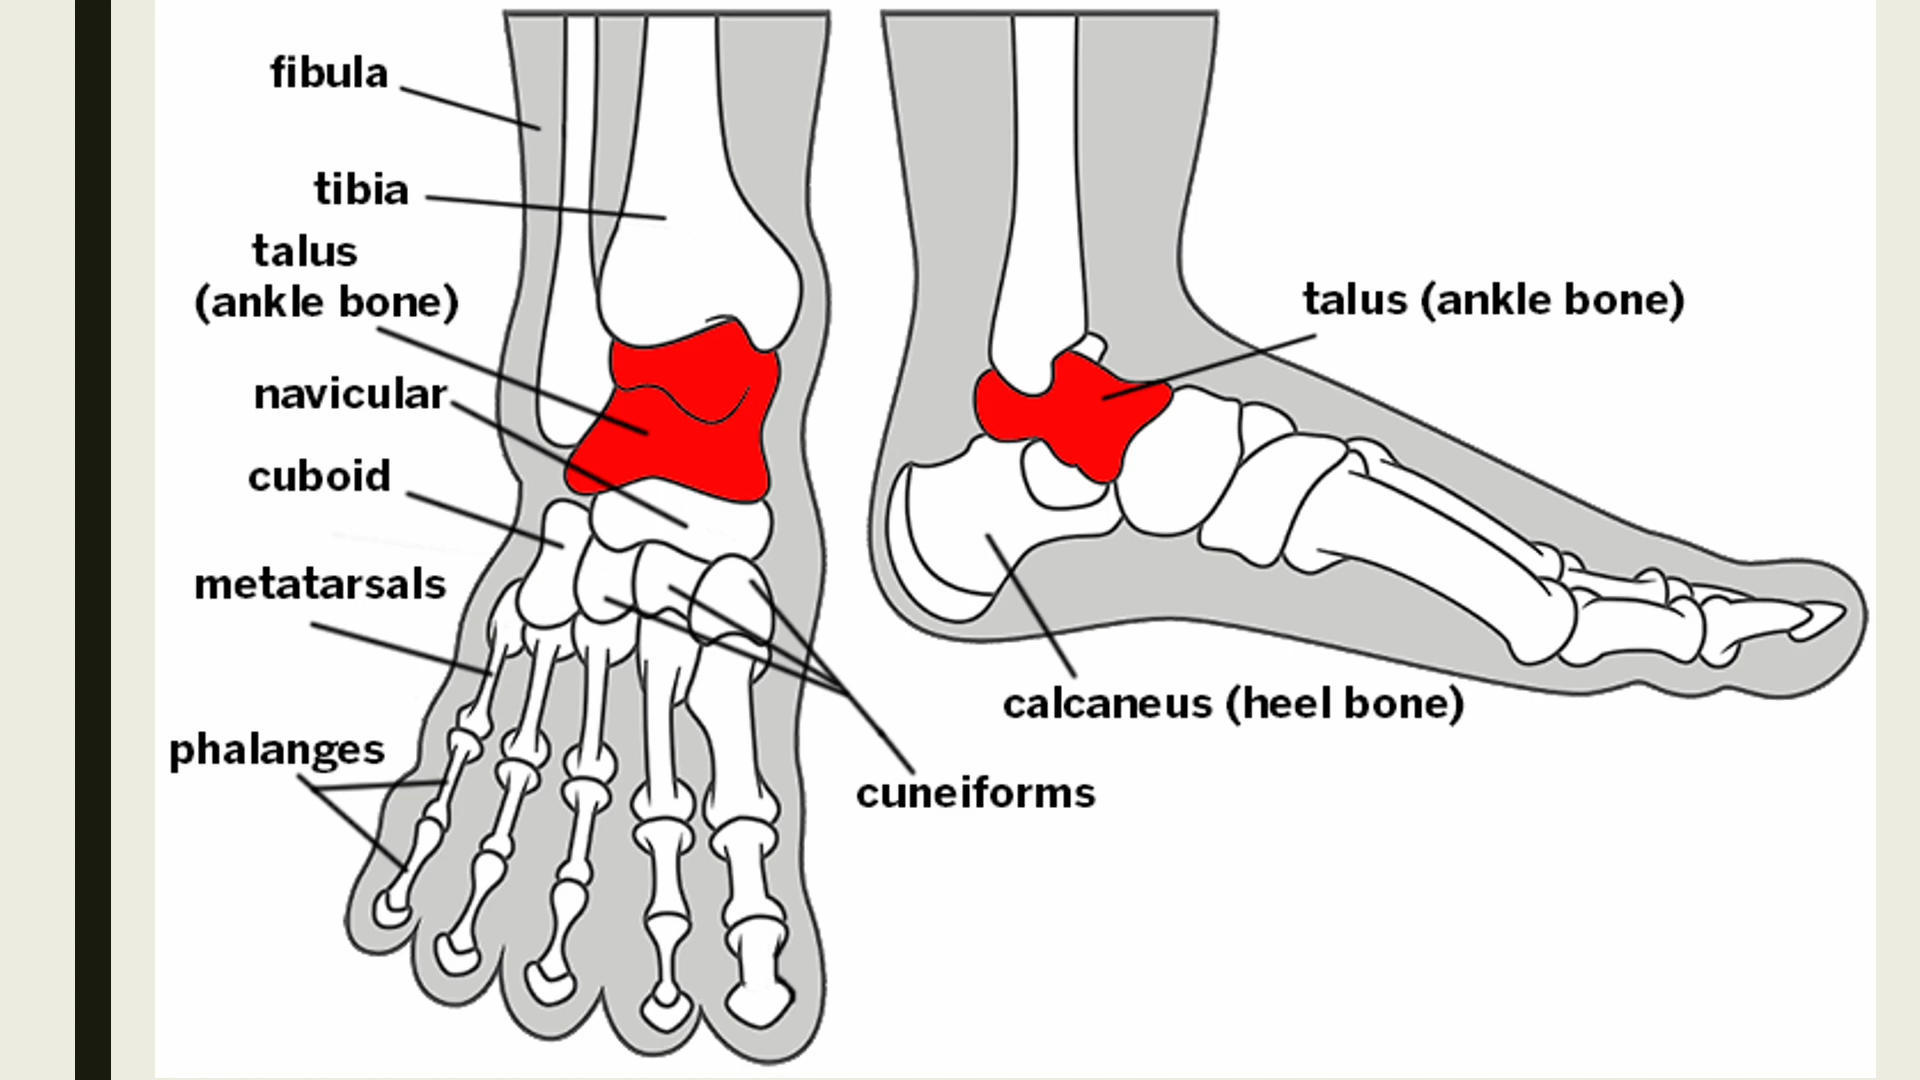 fibula
tibia
talus
(ankle bone)
navicular
cuboid
metatarsals
phalanges
talus (ankle bone)
calcaneus (heel bone)
cuneiforms